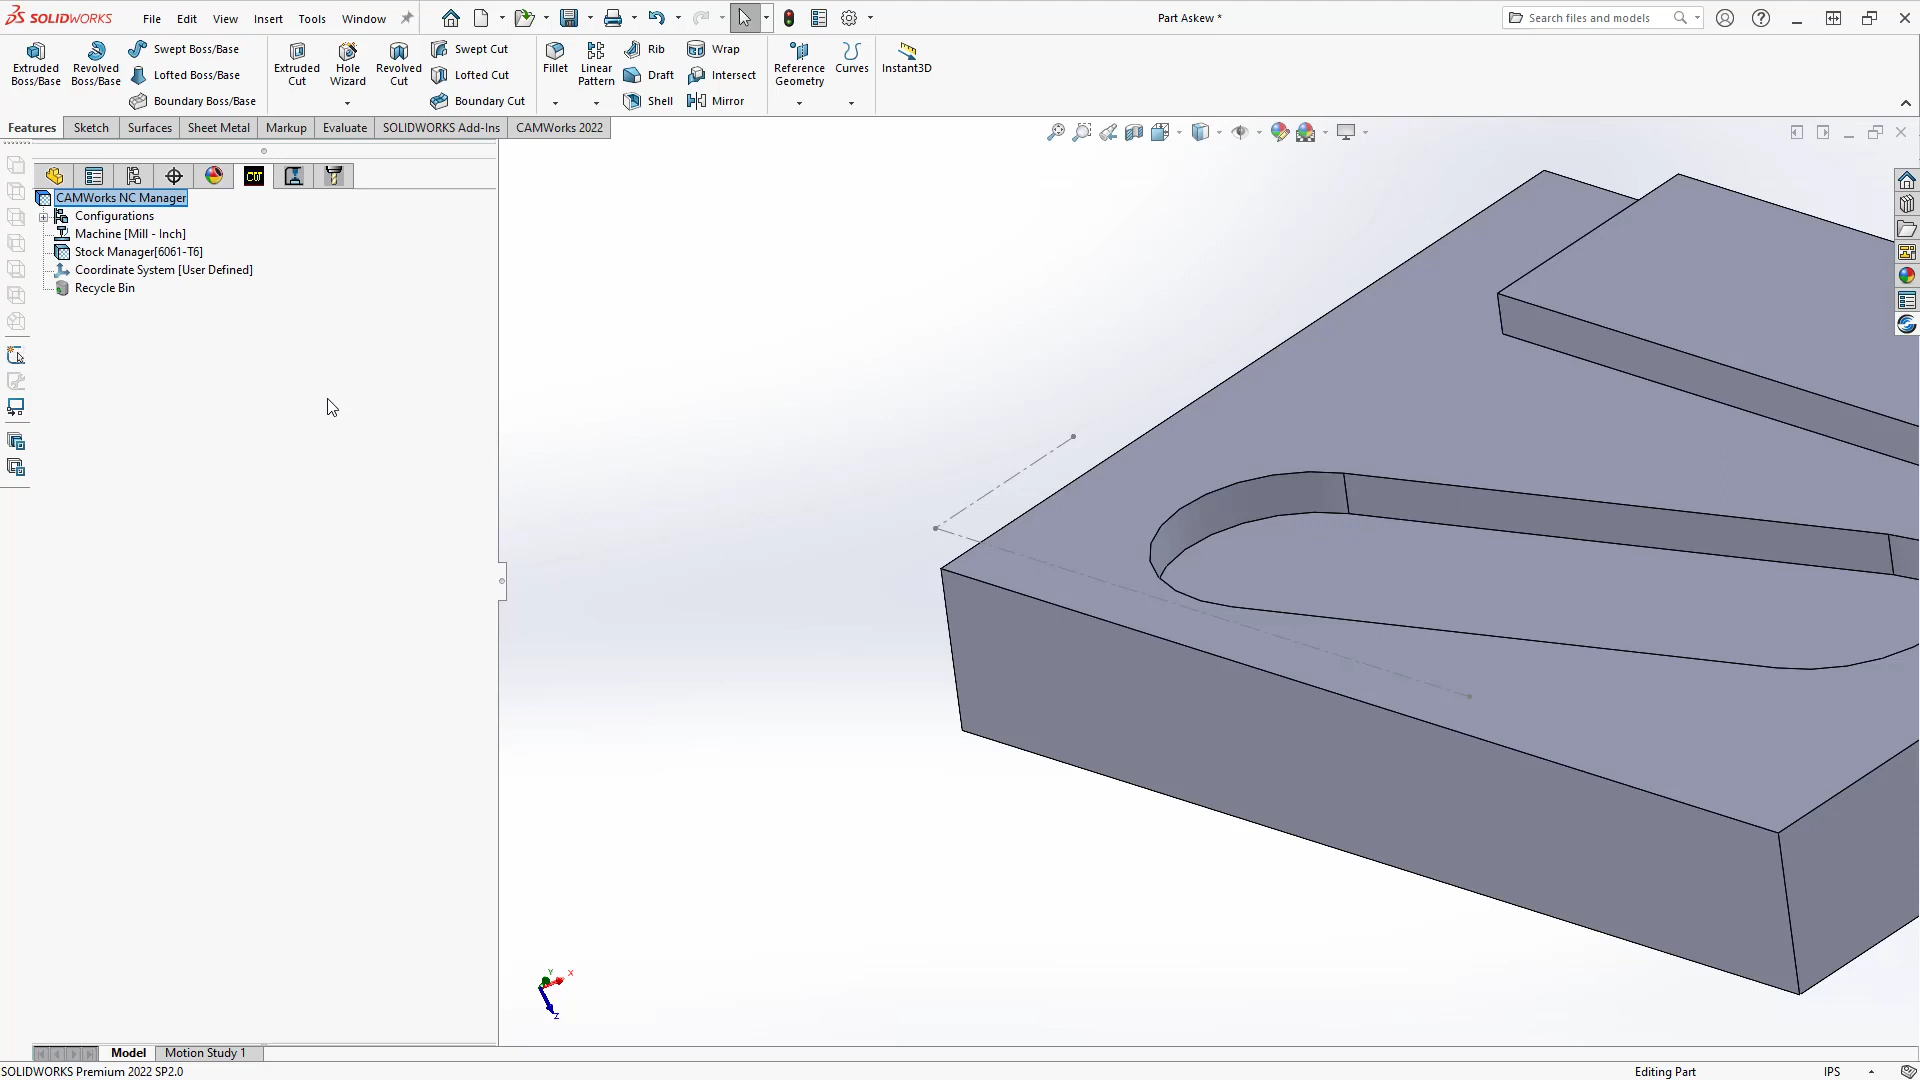 SOLIDWORKS
File Edit View Insert Tools Window
Part Askew *
Search files and models
Extruded Boss/Base
Revolved Boss/Base
Swept Boss/Base
Lofted Boss/Base
Boundary Boss/Base
Extruded Cut
Hole Wizard
Revolved Cut
Swept Cut
Lofted Cut
Boundary Cut
Fillet
Linear Pattern
Rib
Draft
Shell
Wrap
Intersect
Mirror
Reference Geometry
Curves
Instant3D
Features Sketch Surfaces Sheet Metal Markup Evaluate SOLIDWORKS Add-Ins CAMWorks 2022
CW
CAMWorks NC Manager
Configurations
Machine [Mill - Inch]
Stock Manager[6061-T6]
Coordinate System [User Defined]
Recycle Bin
Y
X
Z
Model Motion Study 1
SOLIDWORKS Premium 2022 SP2.0
Editing Part
IPS